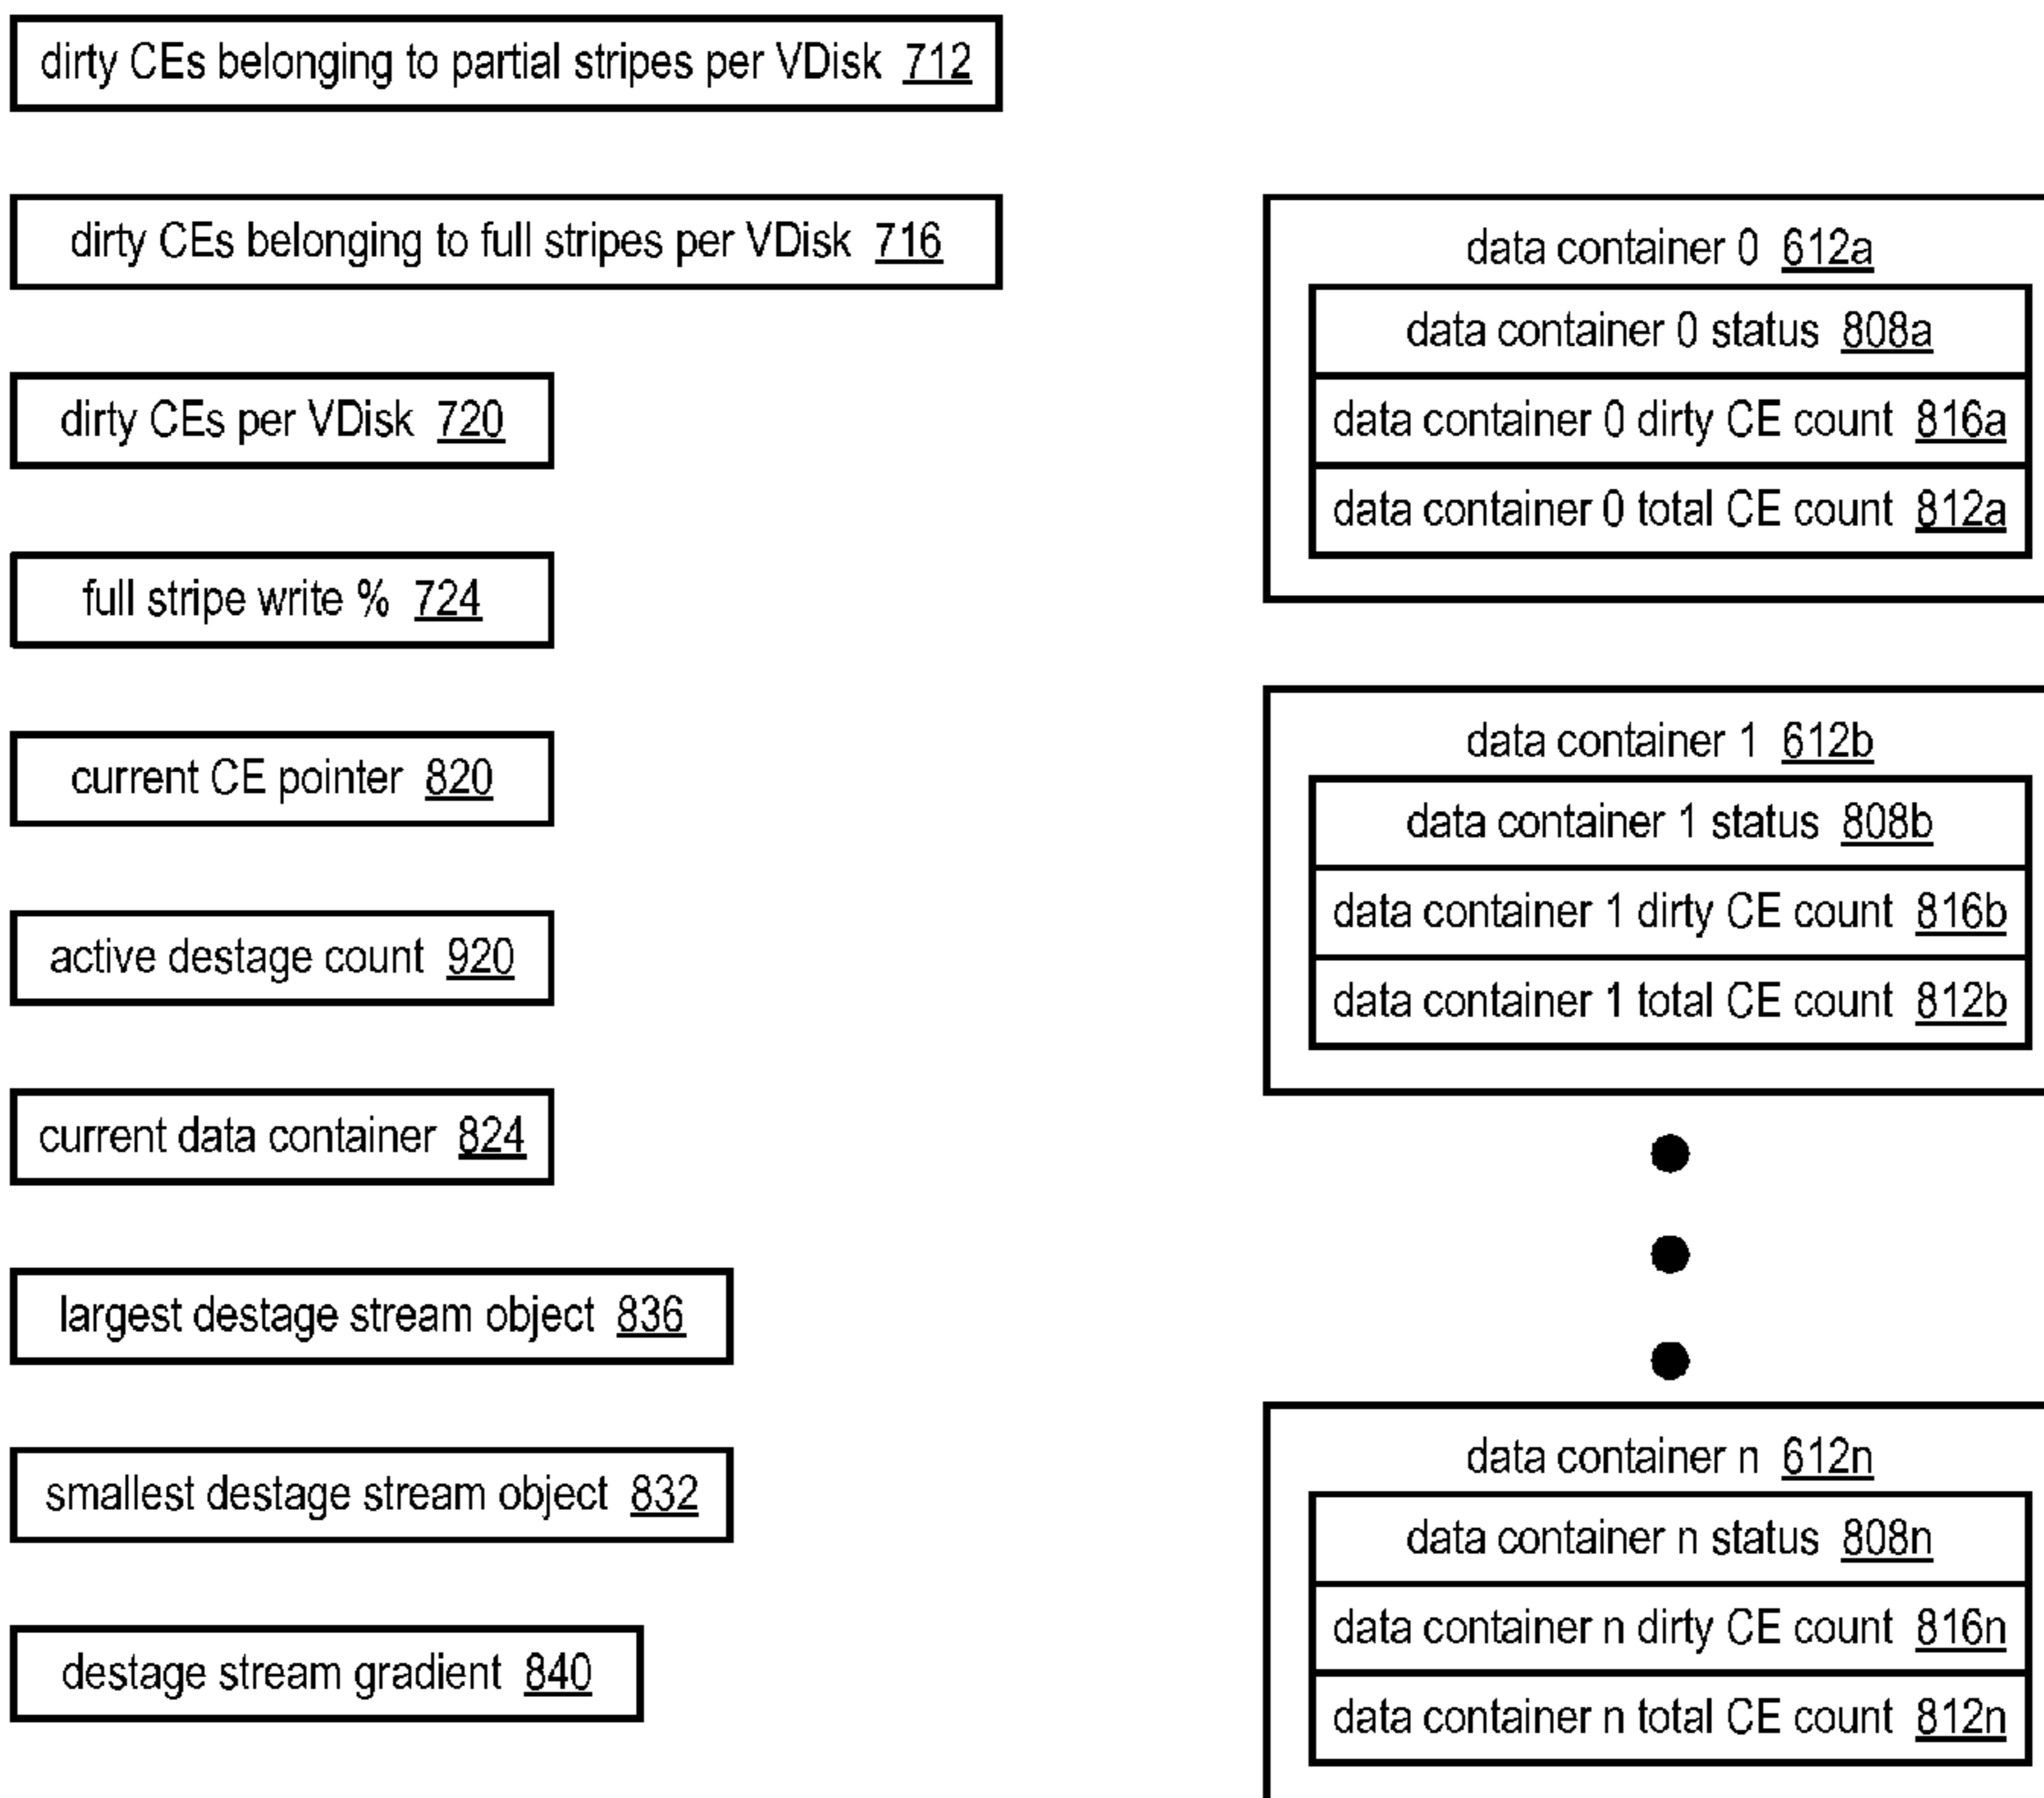 dirty CEs belonging to partial stripes per VDisk 712
dirty CEs belonging to full stripes per VDisk 716
dirty CEs per VDisk 720
full stripe write % 724
current CE pointer 820
active destage count 920
current data container 824
largest destage stream object 836
smallest destage stream object 832
destage stream gradient 840
data container 0 612a
data container 0 status 808a
data container 0 dirty CE count 816a
data container 0 total CE count 812a
data container 1 612b
data container 1 status 808b
data container 1 dirty CE count 816b
data container 1 total CE count 812b
data container n 612n
data container n status 808n
data container n dirty CE count 816n
data container n total CE count 812n